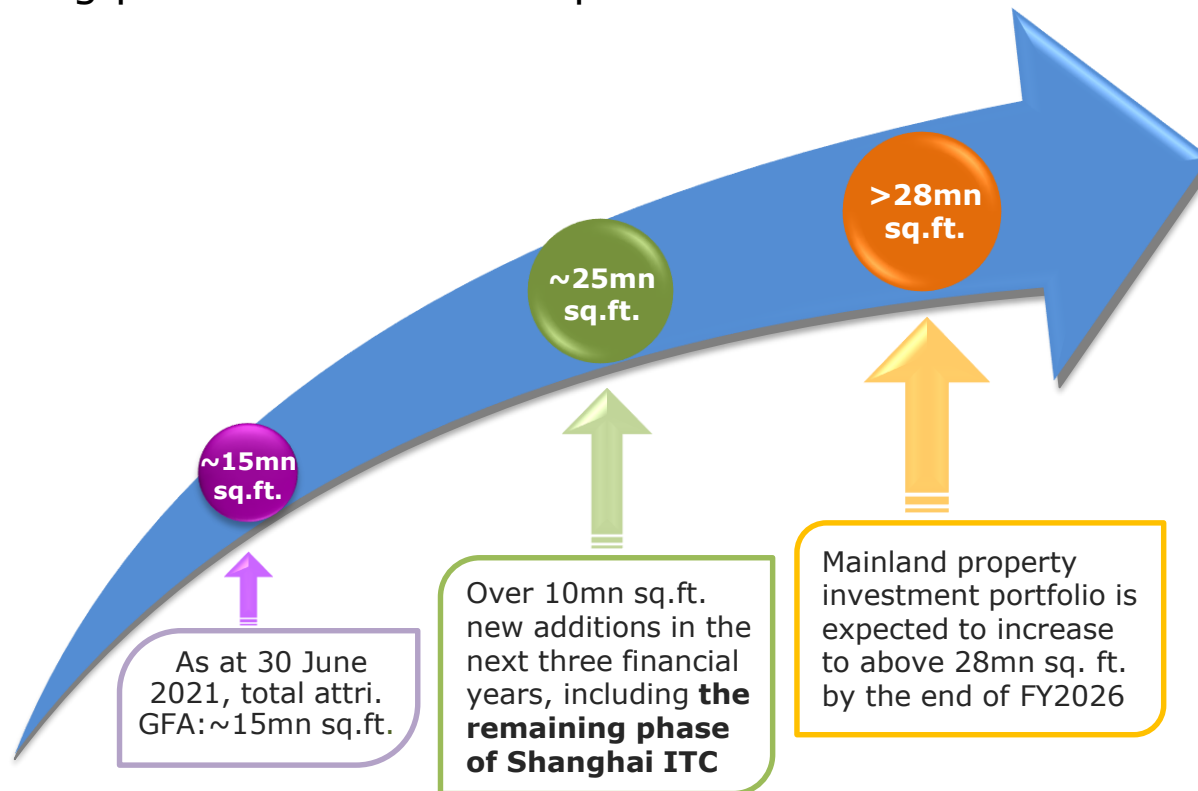 ~15mn
sq.ft.
~25mn
sq.ft.
>28mn
sq.ft.
As at 30 June
2021, total attri.
GFA:~15mn sq.ft.
Over 10mn sq.ft.
new additions in the
next three financial
years, including the
remaining phase
of Shanghai ITC
Mainland property
investment portfolio is
expected to increase
to above 28mn sq. ft.
by the end of FY2026